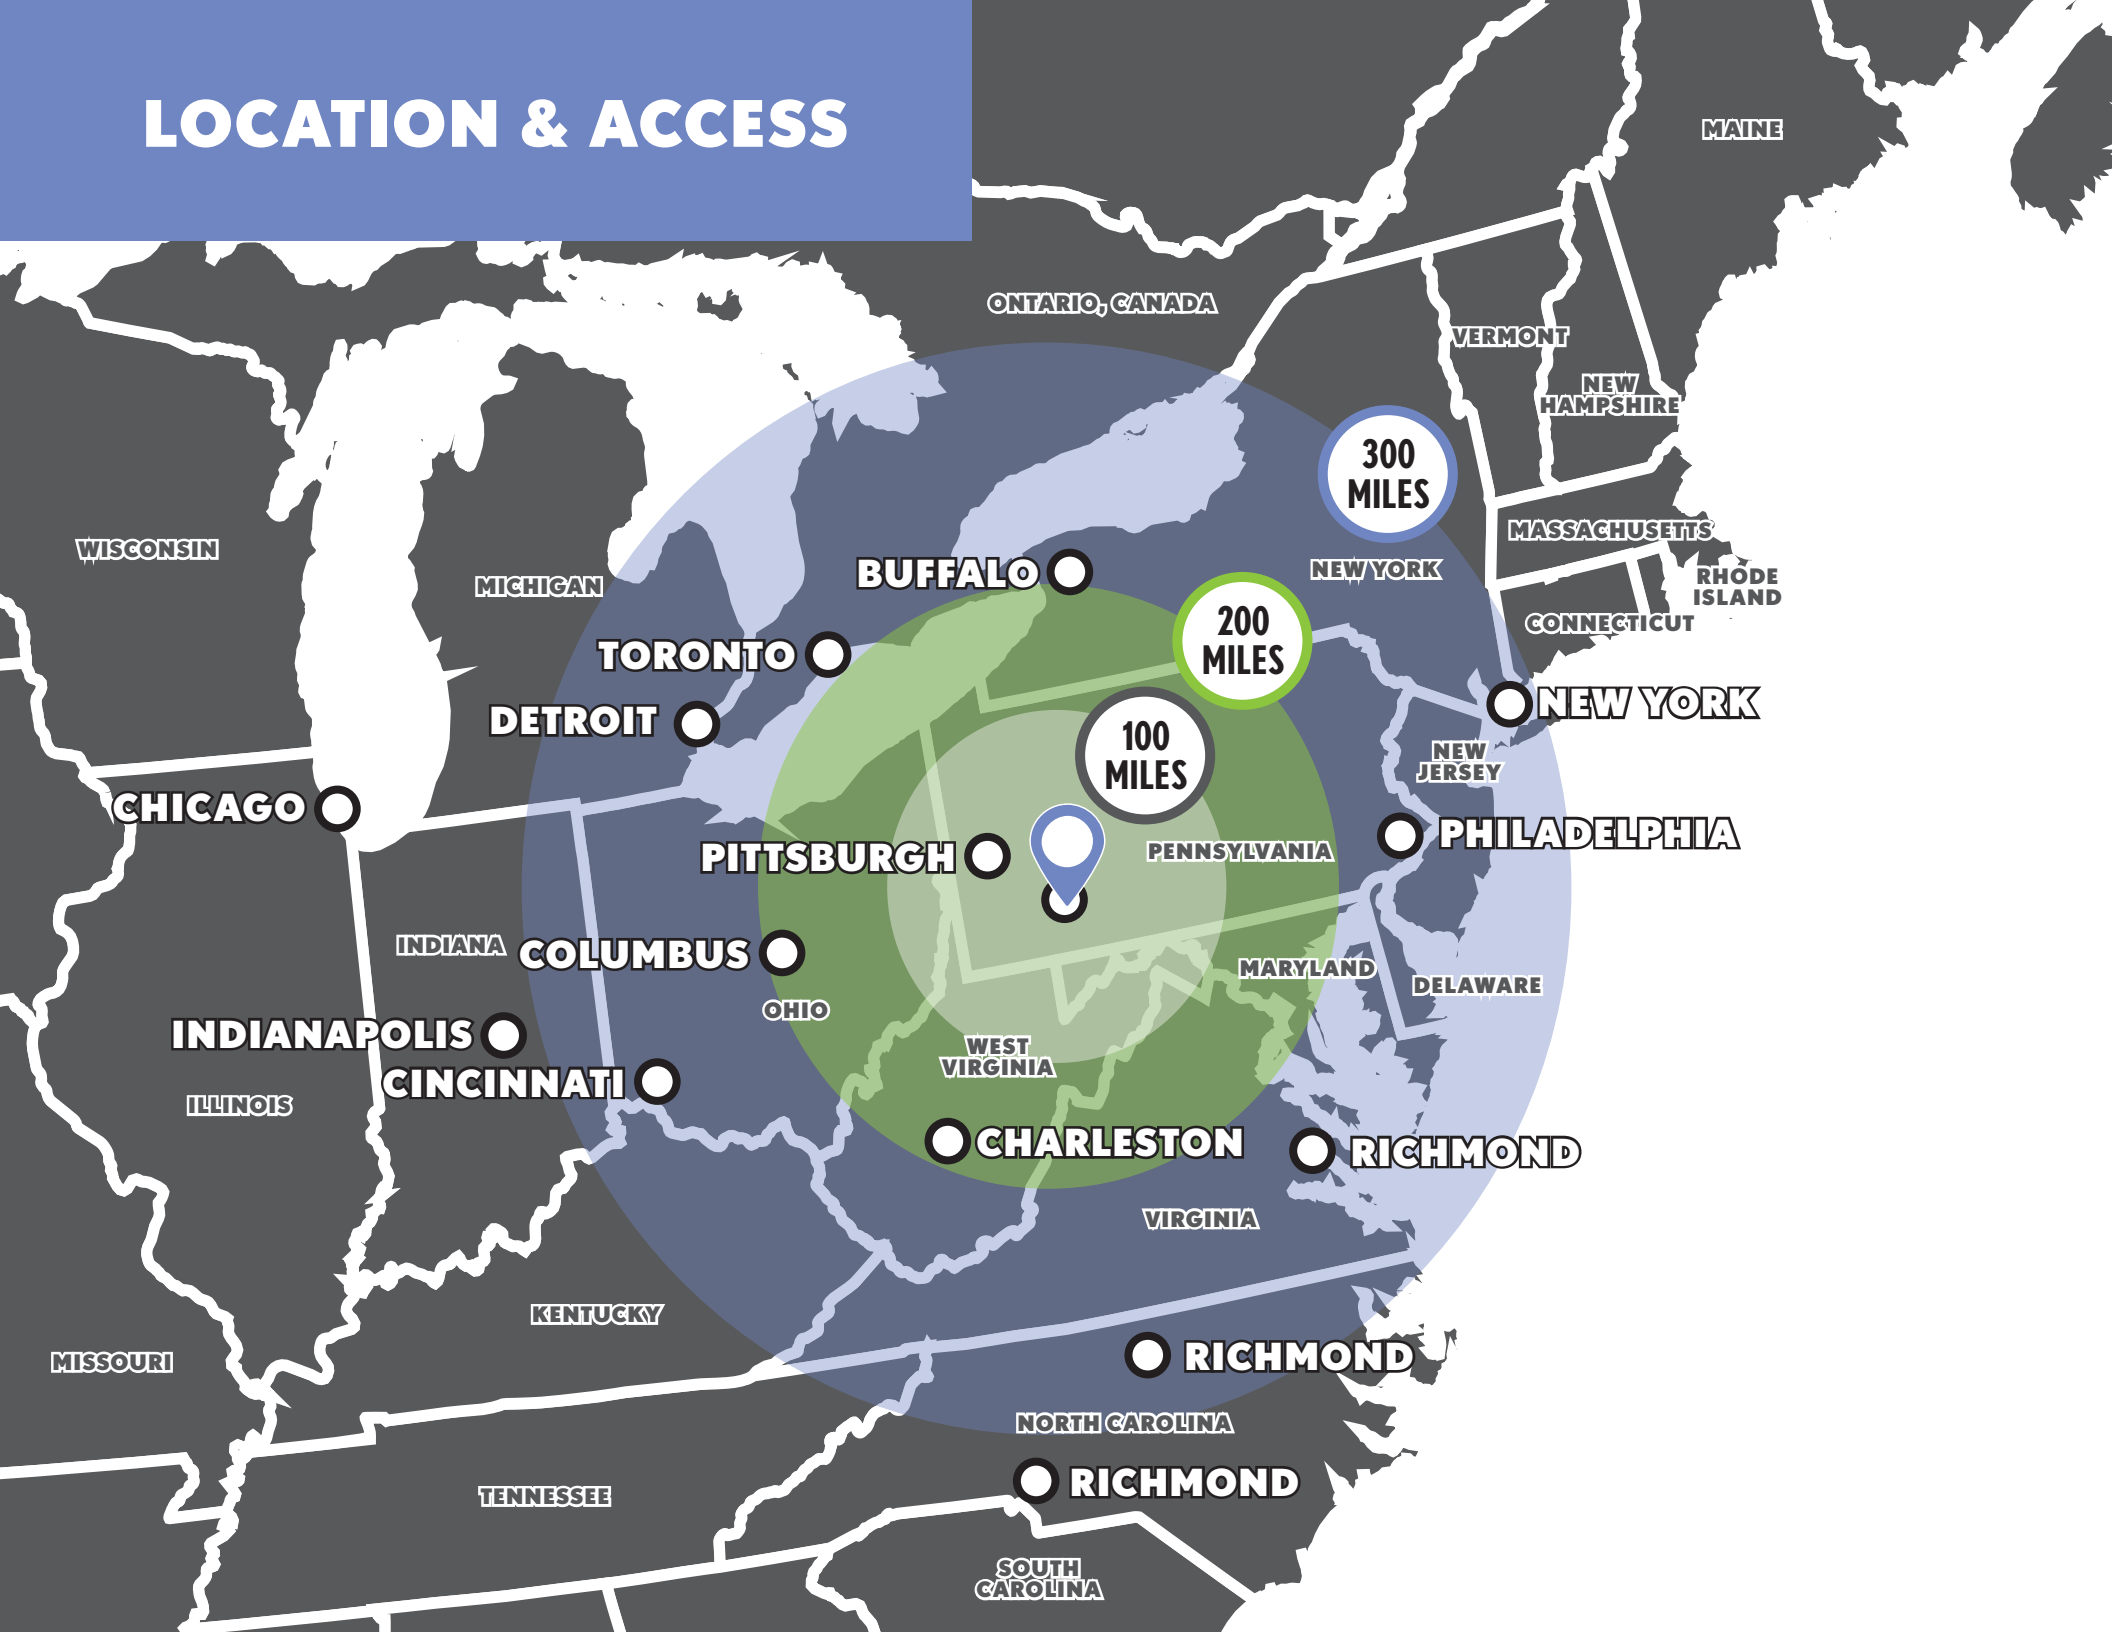 LOCATION & ACCESS
MAINE
ONTARIO, CANADA
VERMONT
NEW
HAMPSHIRE
300
MILES
WISCONSIN
MICHIGAN
BUFFALO
NEW YORK
MASSACHUSETTS
RHODE
ISLAND
CONNECTICUT
200
MILES
TORONTO
DETROIT
NEW YORK
100
MILES
NEW
JERSEY
CHICAGO
PITTSBURGH
PENNSYLVANIA
PHILADELPHIA
INDIANA
COLUMBUS
OHIO
MARYLAND
DELAWARE
INDIANAPOLIS
CINCINNATI
WEST
VIRGINIA
ILLINOIS
CHARLESTON
RICHMOND
VIRGINIA
KENTUCKY
MISSOURI
RICHMOND
NORTH CAROLINA
RICHMOND
TENNESSEE
SOUTH
CAROLINA